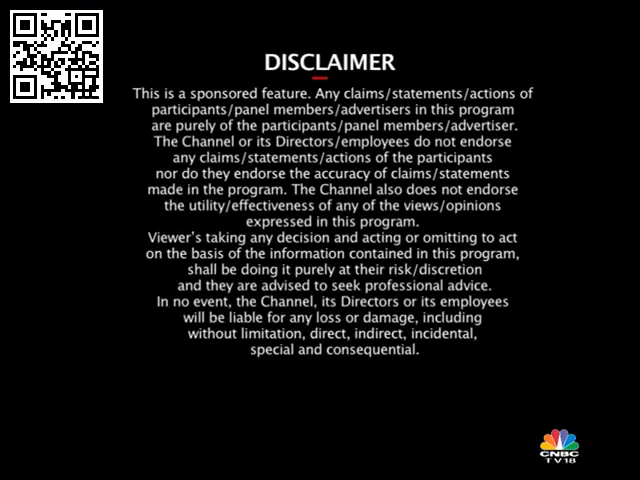 DISCLAIMER
This is a sponsored feature. Any claims/statements/actions of
participants/panel members/advertisers in this program
are purely of the participants/panel members/advertiser.
The Channel or its Directors/employees do not endorse
any claims/statements/actions of the participants
nor do they endorse the accuracy of claims/statements
made in the program. The Channel also does not endorse
the utility/effectiveness of any of the views/opinions
expressed in this program.
Viewer's taking any decision and acting or omitting to act
on the basis of the information contained in this program,
shall be doing it purely at their risk/discretion
and they are advised to seek professional advice.
In no event, the Channel, its Directors or its employees
will be liable for any loss or damage, including
without limitation, direct, indirect, incidental,
special and consequential.
CNBC
TV18